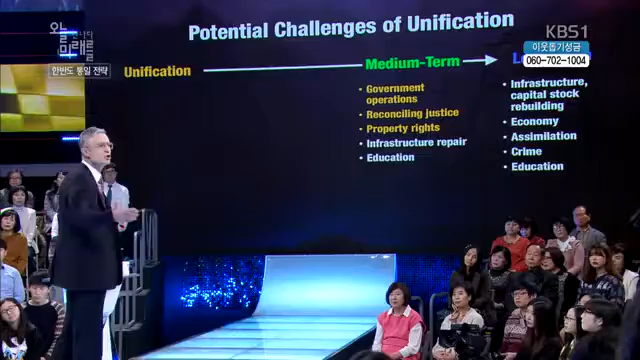 오늘
미래를
한반도 통일 전략
Potential Challenges of Unification
KBS1
이웃돕기성금
060-702-1004
Unification
Medium-Term
Government
operations
Reconciling justice
Property rights
Infrastructure repair
Education
Infrastructure,
capital stock
rebuilding
Economy
Assimilation
Crime
Education